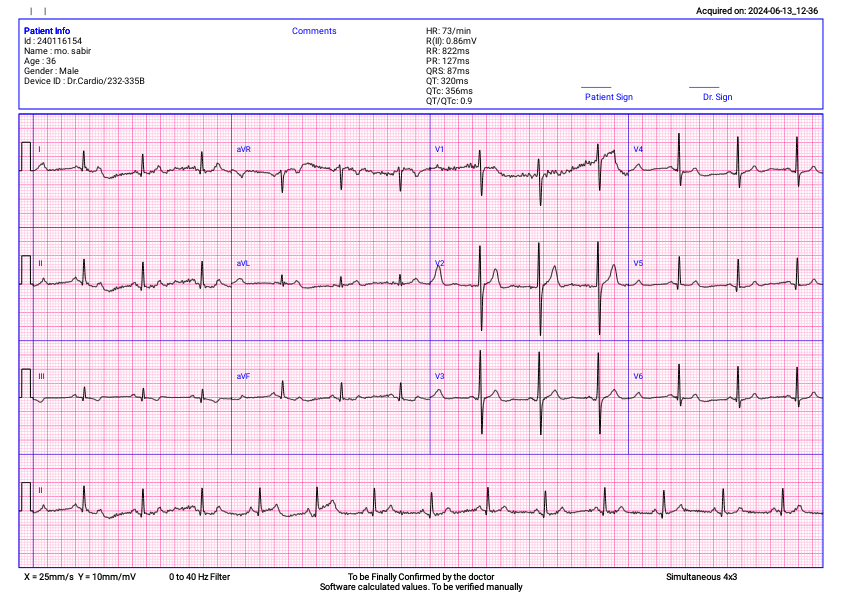 Acquired on: 2024-06-13_12-36
Patient Info
Id : 240116154
Name : mo. sabir
Age : 36
Gender : Male
Device ID : Dr.Cardio/232-335B
Comments
HR: 73/min
R(II): 0.86mV
RR: 822ms
PR: 127ms
QRS: 87ms
QT: 320ms
QTc: 356ms
QT/QTc: 0.9
Patient Sign
Dr. Sign
I
aVR
V1
V4
II
aVL
V2
V5
III
aVF
V3
V6
II
X = 25mm/s Y = 10mm/mV
0 to 40 Hz Filter
To be Finally Confirmed by the doctor
Software calculated values. To be verified manually
Simultaneous 4x3